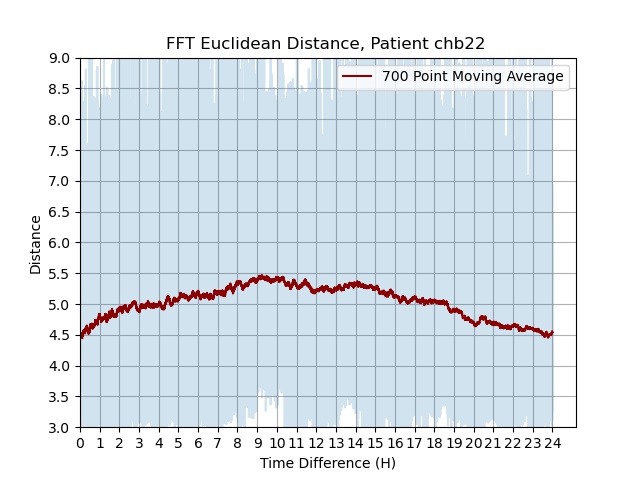 FFT Euclidean Distance, Patient chb22
700 Point Moving Average
9.0
8.5
8.0
7.5
7.0
6.5
6.0
5.5
5.0
4.5
4.0
3.5
3.0
Distance
0 1 2 3 4 5 6 7 8 9 10 11 12 13 14 15 16 17 18 19 20 21 22 23 24
Time Difference (H)